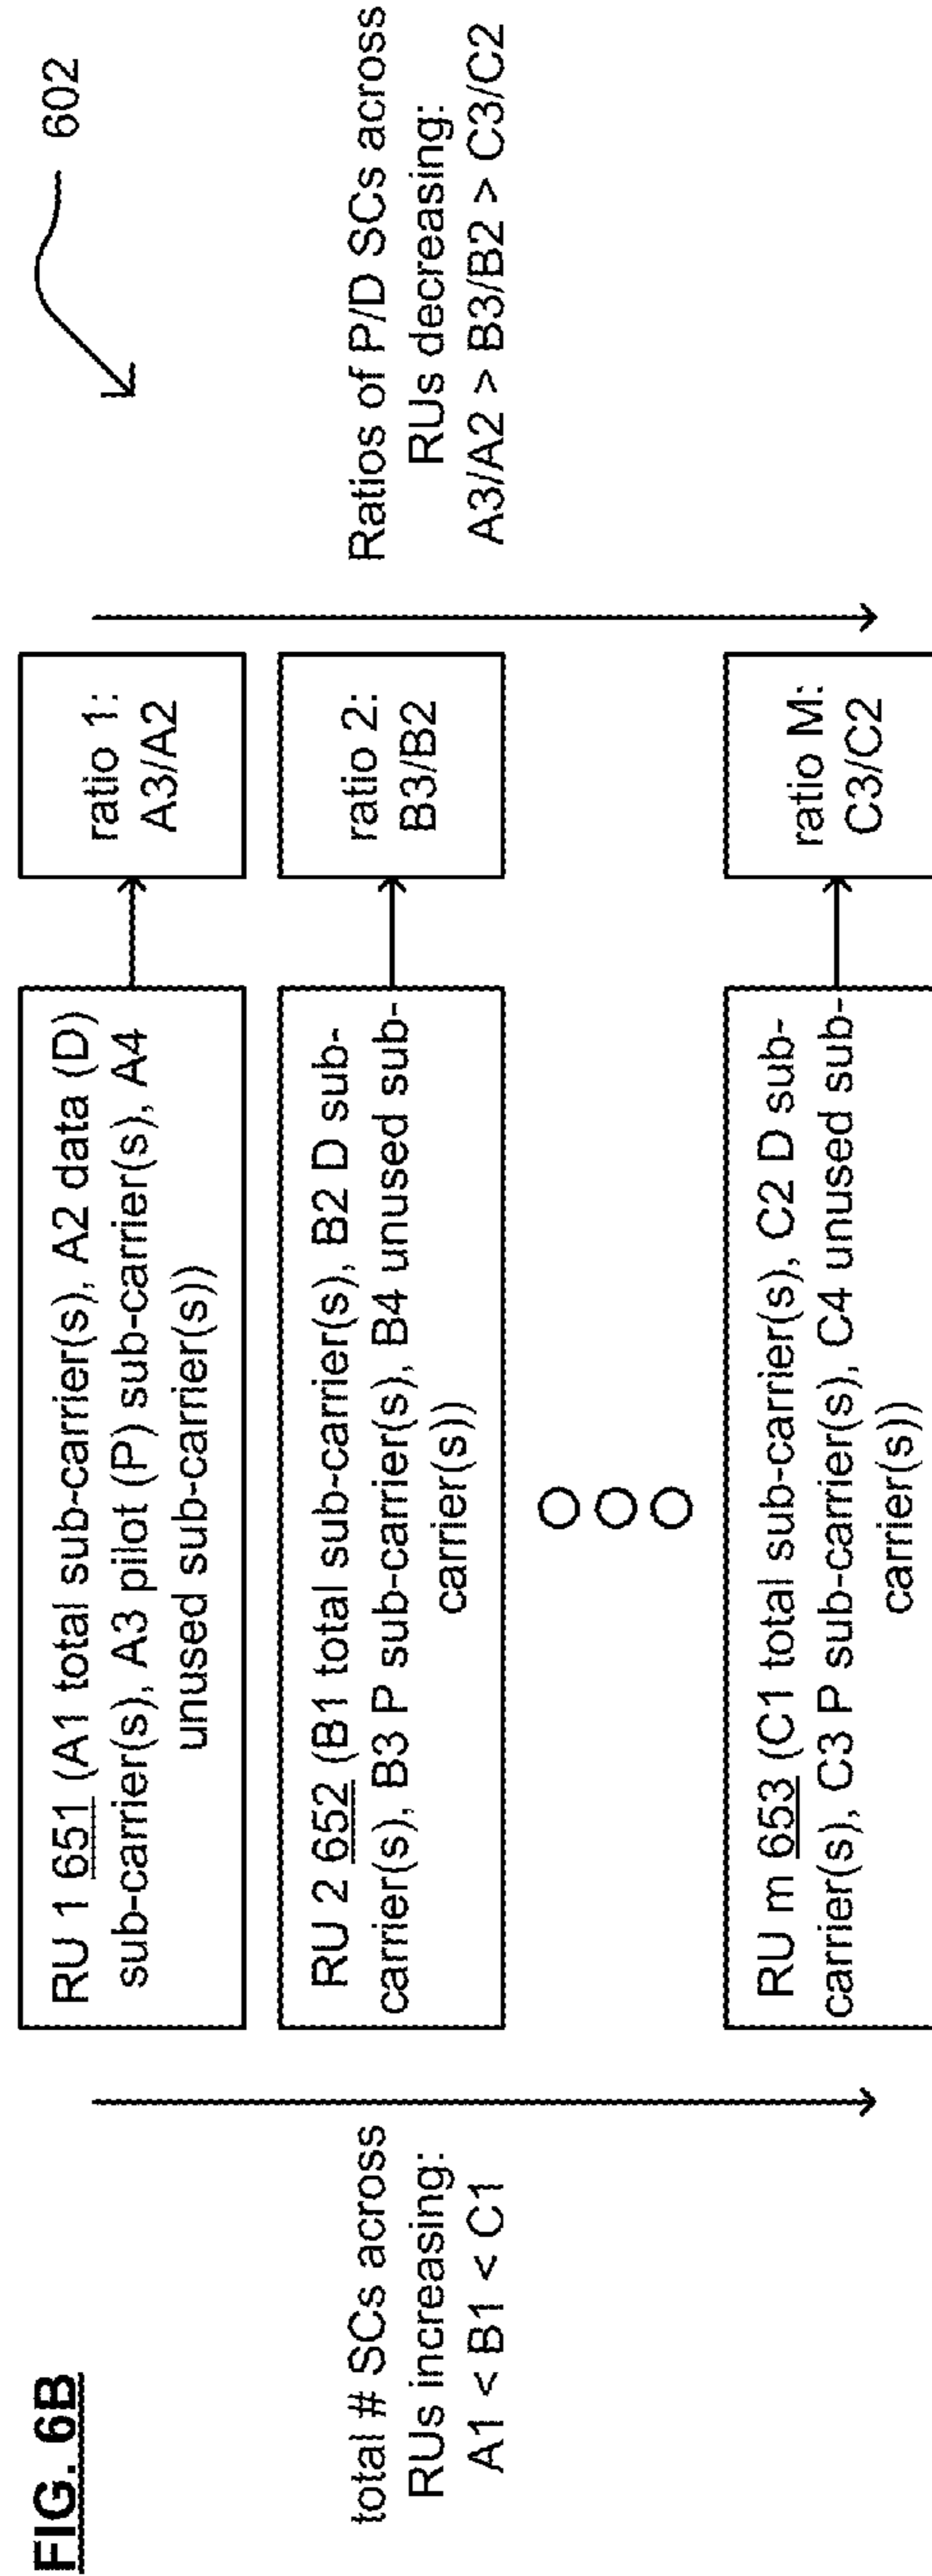 FIG. 6B
602
total # SCs across
RUs increasing:
A1 < B1 < C1
RU 1 651 (A1 total sub-carrier(s), A2 data (D)
sub-carrier(s), A3 pilot (P) sub-carrier(s), A4
unused sub-carrier(s))
ratio 1:
A3/A2
RU 2 652 (B1 total sub-carrier(s), B2 D sub-
carrier(s), B3 P sub-carrier(s), B4 unused sub-
carrier(s))
ratio 2:
B3/B2
RU m 653 (C1 total sub-carrier(s), C2 D sub-
carrier(s), C3 P sub-carrier(s), C4 unused sub-
carrier(s))
ratio M:
C3/C2
Ratios of P/D SCs across
RUs decreasing:
A3/A2 > B3/B2 > C3/C2